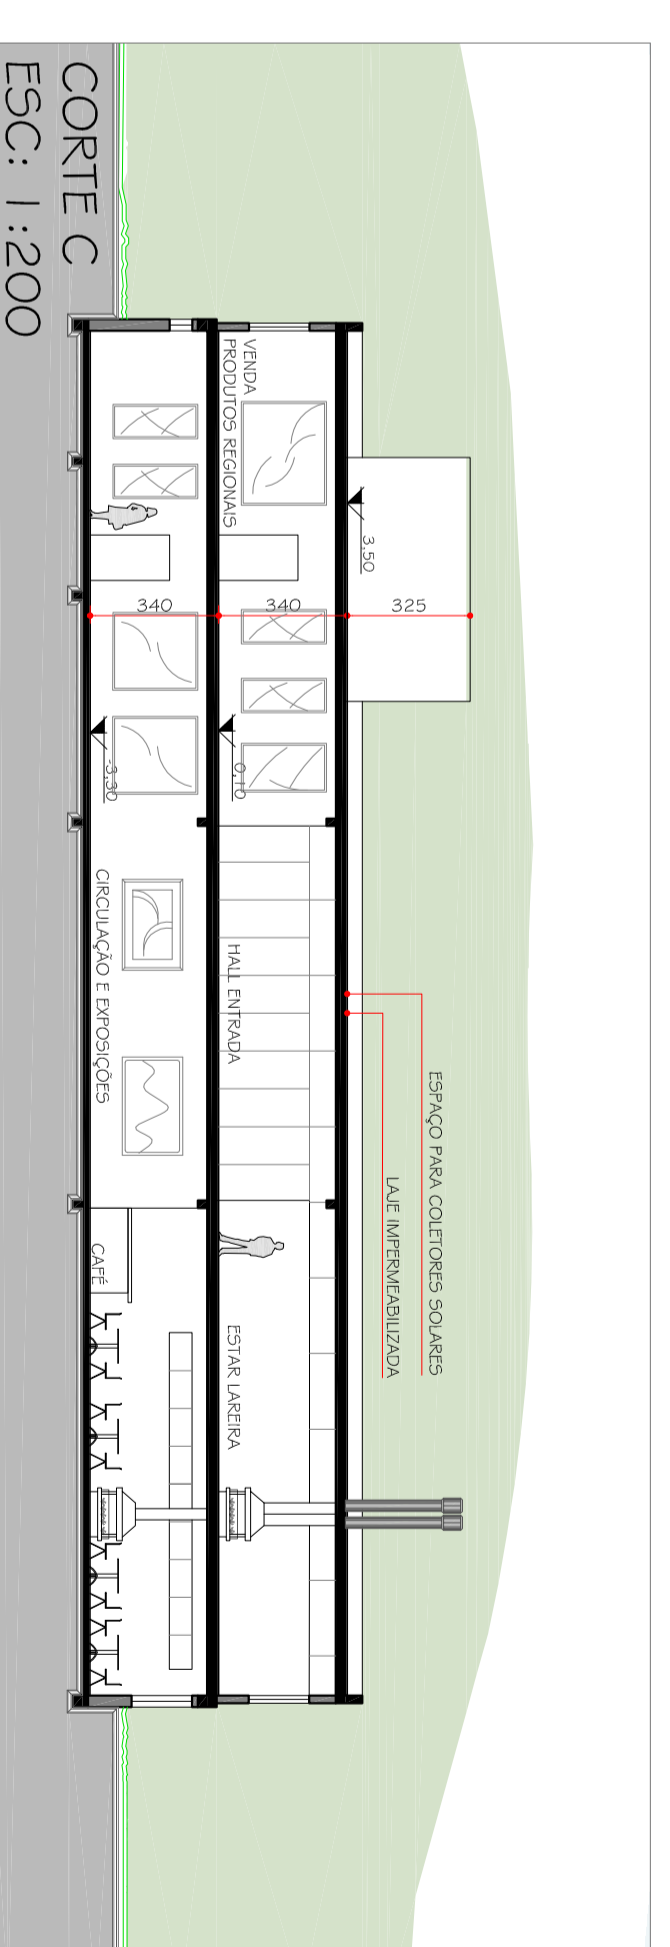 ESPAÇO PARA COLETORES SOLARES
LAJE IMPERMEABILIZADA
3,50
325
340
340
VENDA
PRODUTOS REGIONAIS
0,10
HALL ENTRADA
ESTAR LAREIRA
-3,30
CIRCULAÇÃO E EXPOSIÇÕES
CAFÉ
CORTE C
ESC: 1:200